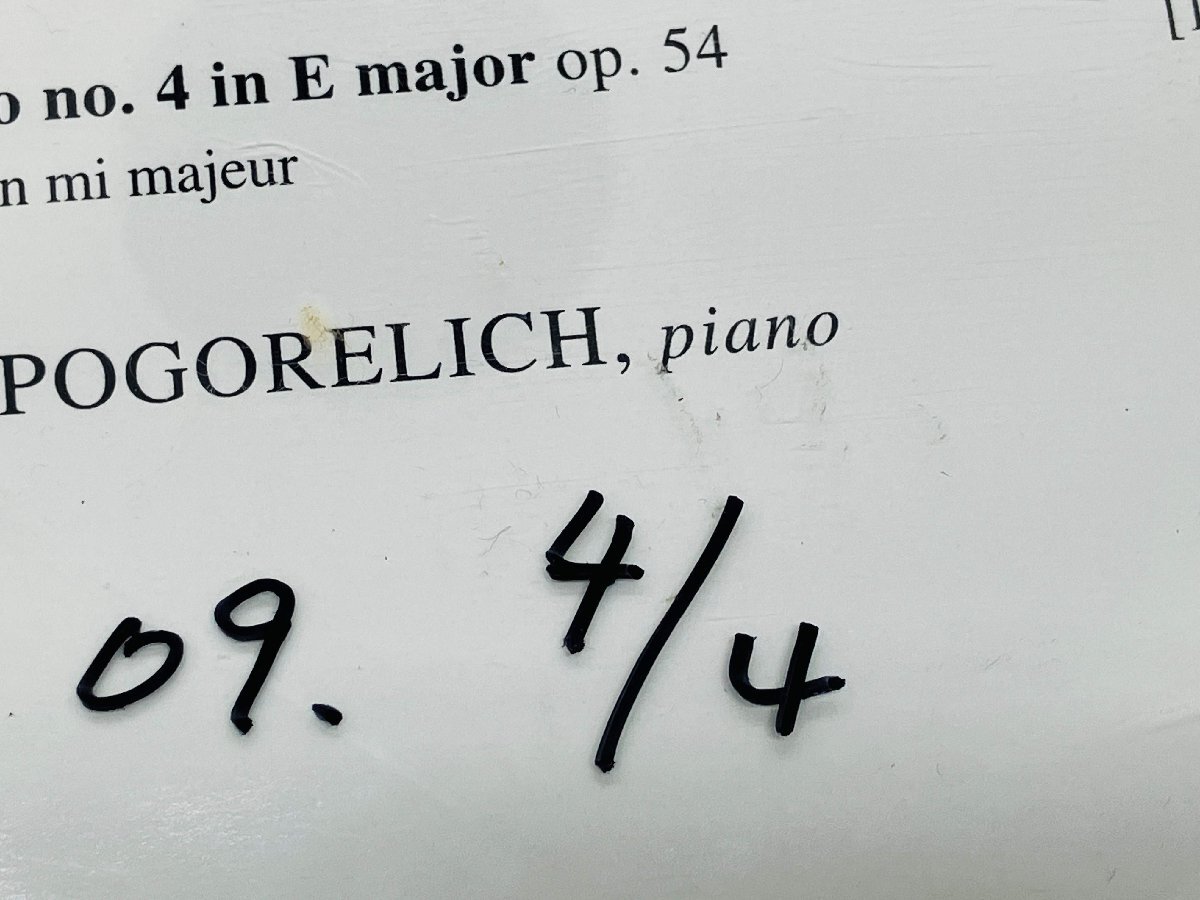 o no. 4 in E major op. 54
n mi majeur
POGORELICH, piano
09. 4/4